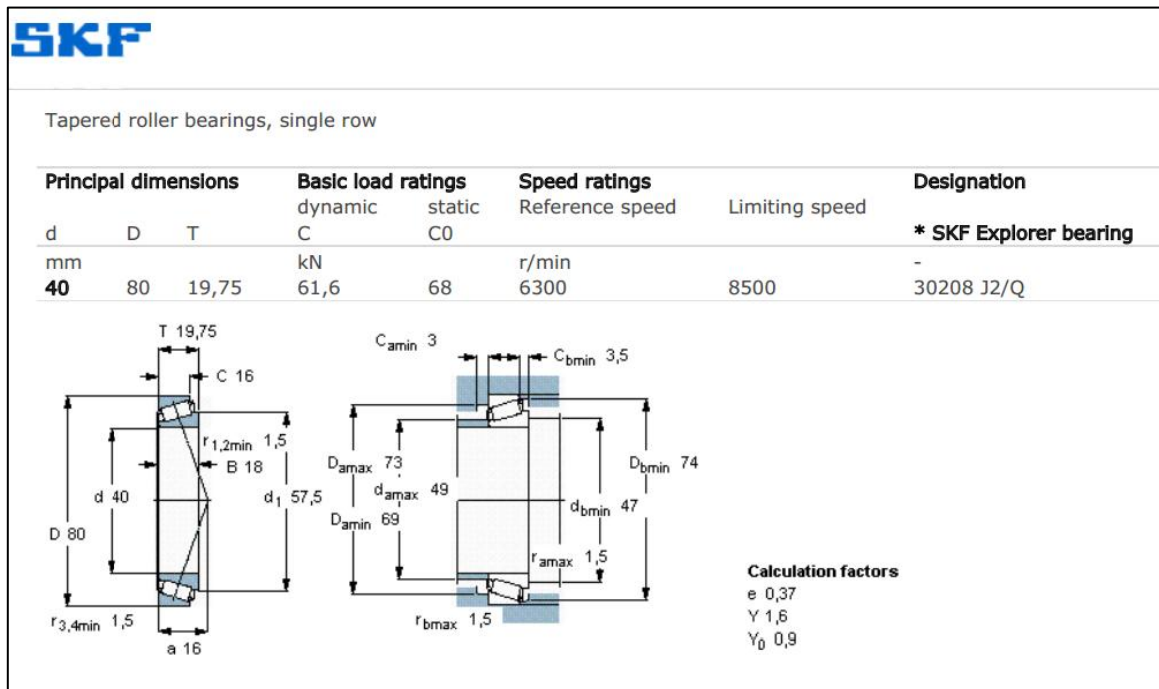 SKF
Tapered roller bearings, single row
Principal dimensions Basic load ratings Speed ratings Designation
dynamic static Reference speed Limiting speed
d D T C C0 * SKF Explorer bearing
mm kN r/min -
40 80 19,75 61,6 68 6300 8500 30208 J2/Q
T 19,75
C 16
r1,2min 1,5
B 18
d 40
d1 57,5
D 80
r3,4min 1,5
a 16
Camin 3
Cbmin 3,5
Damax 73
damax 49
Damin 69
Dbmin 74
dbmin 47
ramax 1,5
rbmax 1,5
Calculation factors
e 0,37
Y 1,6
Y0 0,9